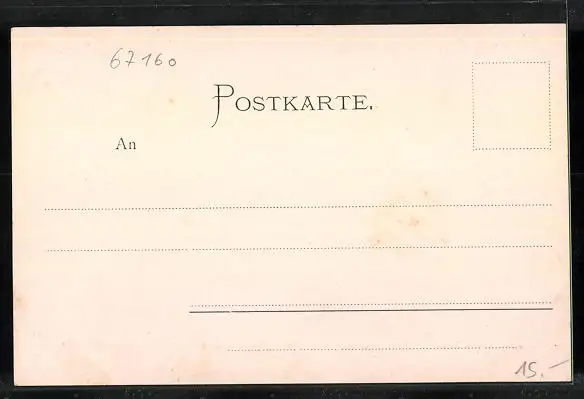 67160
POSTKARTE.
An
15.-